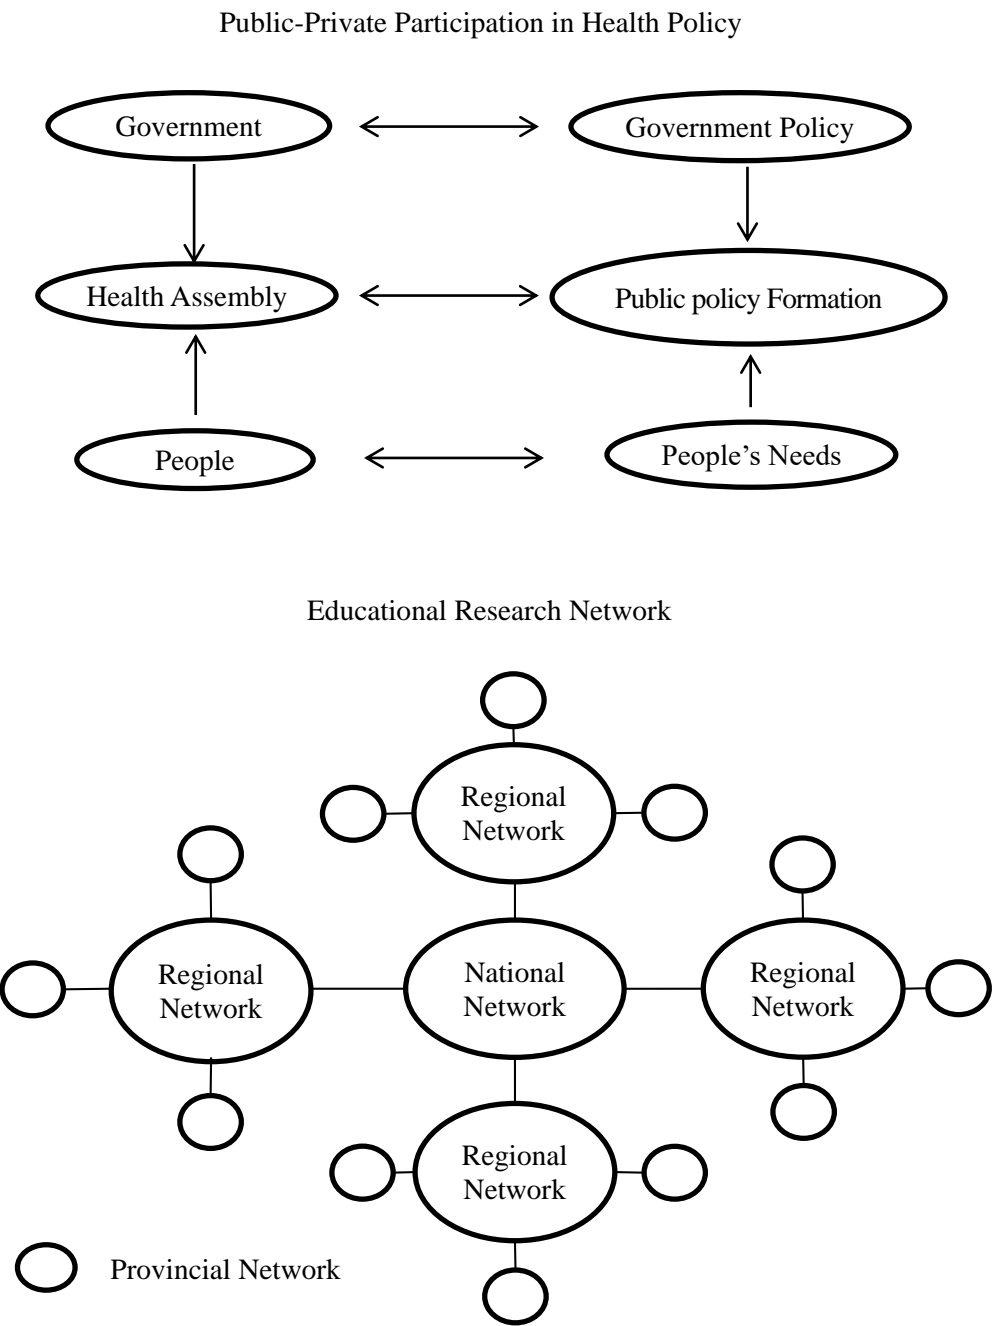 Public-Private Participation in Health Policy
Government
Government Policy
Health Assembly
Public policy Formation
People
People’s Needs
Educational Research Network
Regional
Network
Regional
Network
National
Network
Regional
Network
Regional
Network
Provincial Network